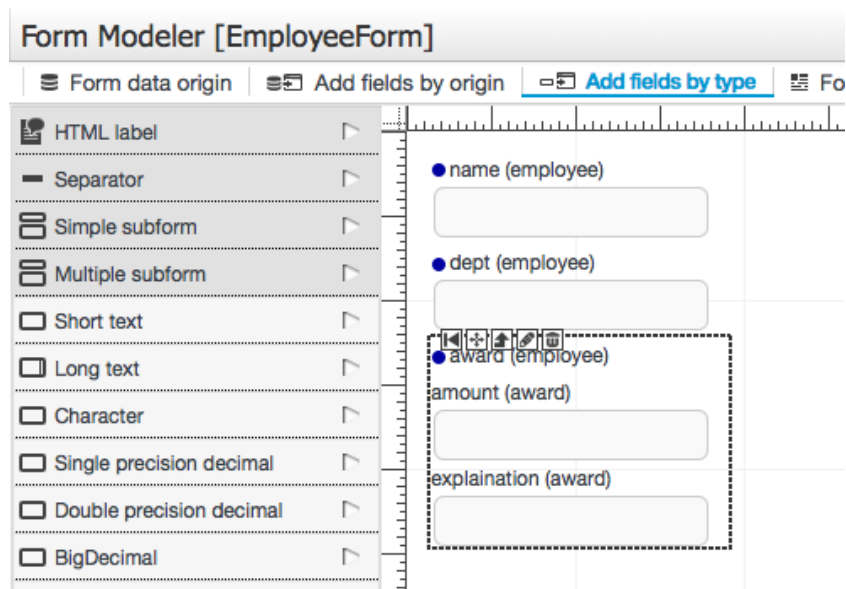 Form Modeler [EmployeeForm]
Form data origin Add fields by origin Add fields by type Fo
HTML label
Separator
Simple subform
Multiple subform
Short text
Long text
Character
Single precision decimal
Double precision decimal
BigDecimal
name (employee)
dept (employee)
award (employee)
amount (award)
explaination (award)